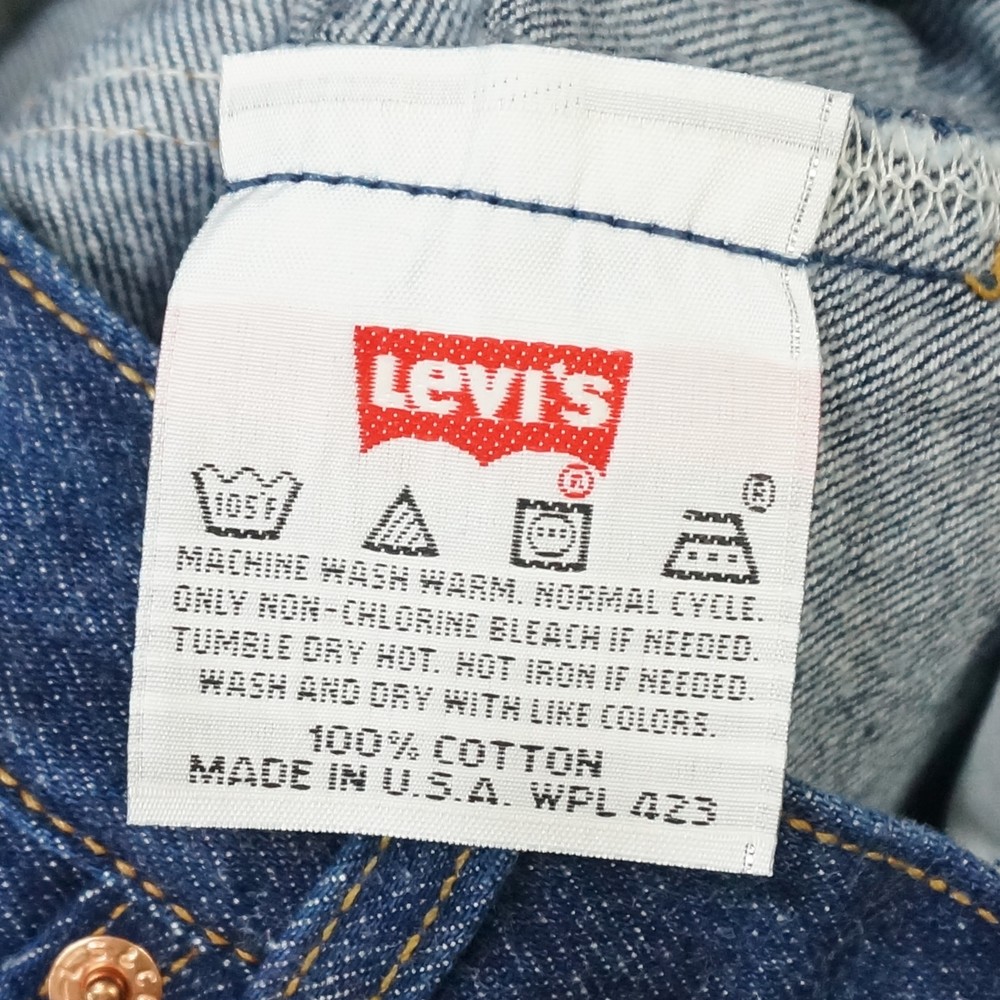 Levi's
®
®
105°F
MACHINE WASH WARM. NORMAL CYCLE.
ONLY NON-CHLORINE BLEACH IF NEEDED.
TUMBLE DRY HOT. HOT IRON IF NEEDED.
WASH AND DRY WITH LIKE COLORS.
100% COTTON
MADE IN U.S.A. WPL 423